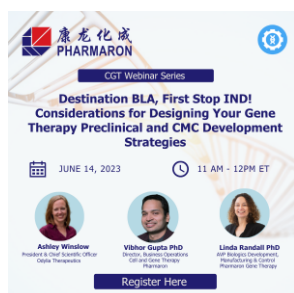 康龙化成
PHARMARON
CGT Webinar Series
Destination BLA, First Stop IND!
Considerations for Designing Your Gene
Therapy Preclinical and CMC Development
Strategies
JUNE 14, 2023
11 AM - 12PM ET
Ashley Winslow
President & Chief Scientific Officer
Odylia Therapeutics
Vibhor Gupta PhD
Director, Business Operations
Cell and Gene Therapy
Pharmaron
Linda Randall PhD
AVP Biologics Development,
Manufacturing & Control
Pharmaron Gene Therapy
Register Here